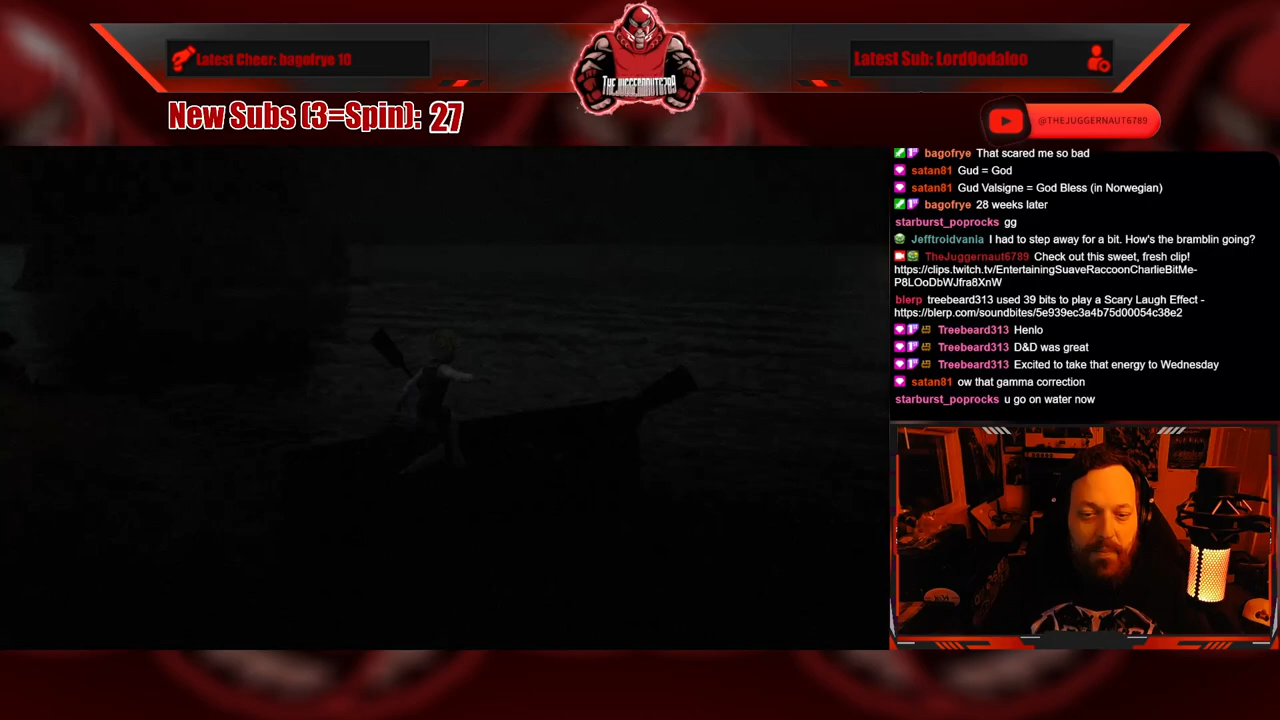 Latest Cheer: bagofrye 10
THEJUGGERNAUT6789
Latest Sub: LordOodaloo
New Subs (3=Spin): 27
@THEJUGGERNAUT6789
bagofrye That scared me so bad
satan81 Gud = God
satan81 Gud Valsigne = God Bless (in Norwegian)
bagofrye 28 weeks later
starburst_poprocks gg
Jefftroldvania I had to step away for a bit. How's the bramblin going?
TheJuggernaut6789 Check out this sweet, fresh clip!
https://clips.twitch.tv/EntertainingSuaveRaccoonCharlieBitMe-
P8LOoDbWJfra8XnW
blerp treebeard313 used 39 bits to play a Scary Laugh Effect -
https://blerp.com/soundbites/5e939ec3a4b75d00054c38e2
Treebeard313 Henlo
Treebeard313 D&D was great
Treebeard313 Excited to take that energy to Wednesday
satan81 ow that gamma correction
starburst_poprocks u go on water now